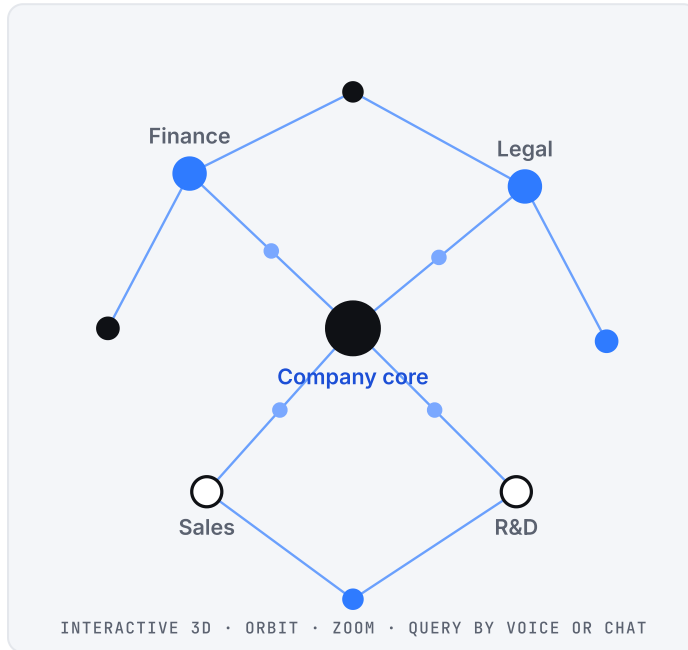 Finance
Legal
Company core
Sales
R&D
INTERACTIVE 3D · ORBIT · ZOOM · QUERY BY VOICE OR CHAT